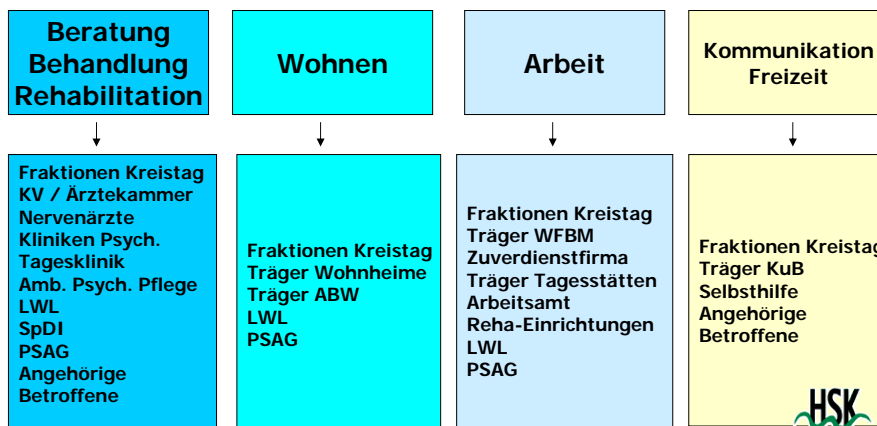 Beratung
Behandlung
Rehabilitation
Wohnen
Arbeit
Kommunikation
Freizeit
Fraktionen Kreistag
KV / Ärztekammer
Nervenärzte
Kliniken Psych.
Tagesklinik
Amb. Psych. Pflege
LWL
SpDI
PSAG
Angehörige
Betroffene
Fraktionen Kreistag
Träger Wohnheime
Träger ABW
LWL
PSAG
Fraktionen Kreistag
Träger WFBM
Zuverdienstfirma
Träger Tagesstätten
Arbeitsamt
Reha-Einrichtungen
LWL
PSAG
Fraktionen Kreistag
Träger KuB
Selbsthilfe
Angehörige
Betroffene
HSK